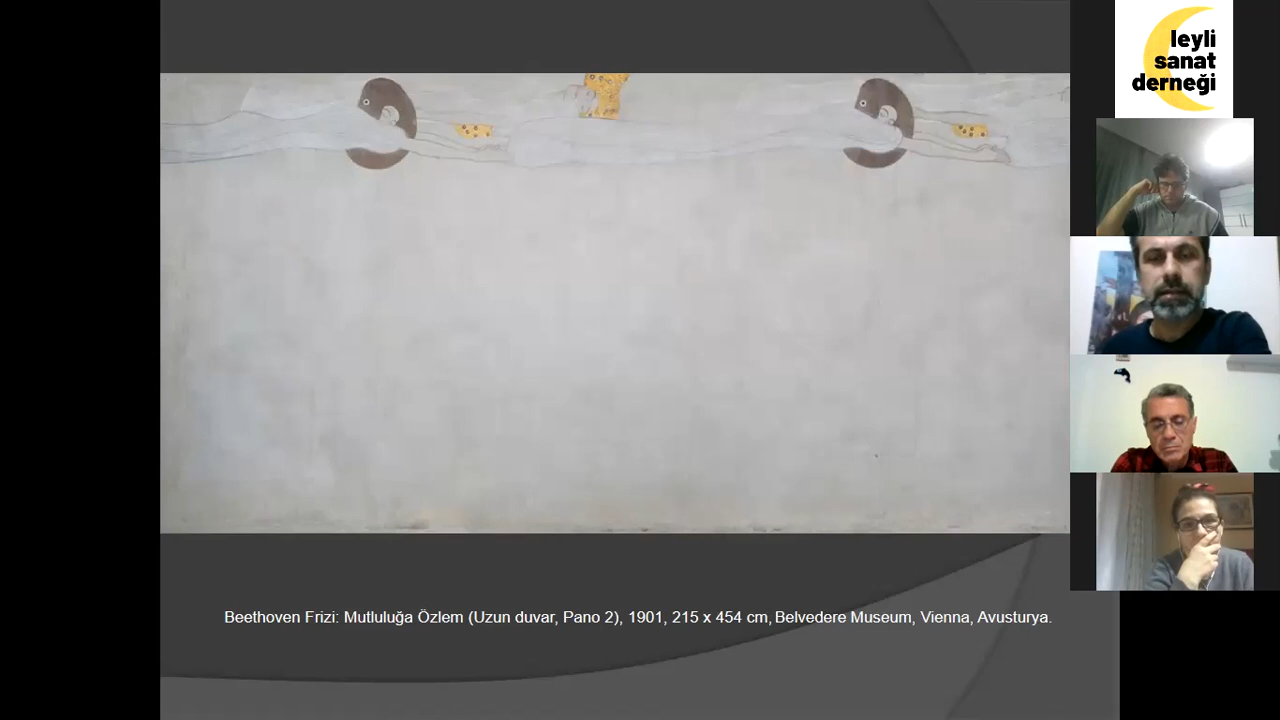 leyli
sanat
derneği
Beethoven Frizi: Mutluluğa Özlem (Uzun duvar, Pano 2), 1901, 215 x 454 cm, Belvedere Museum, Vienna, Avusturya.